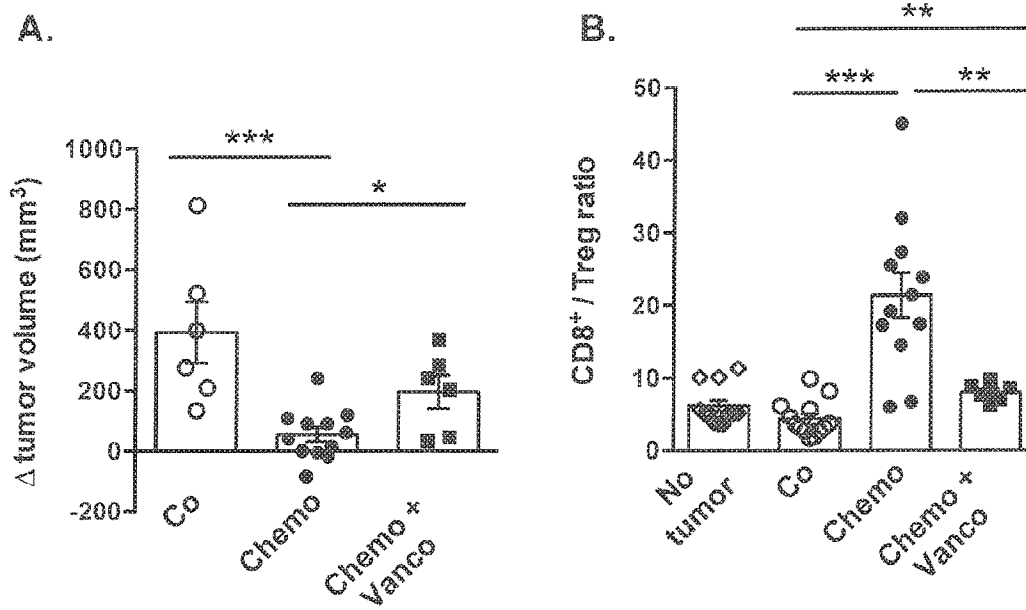 A.
***
*
1000
800
600
400
200
0
-200
Δ tumor volume (mm³)
Co
Chemo
Chemo +
Vanco
B.
**
***
**
50
40
30
20
10
0
CD8⁺ / Treg ratio
No
tumor
Co
Chemo
Chemo +
Vanco